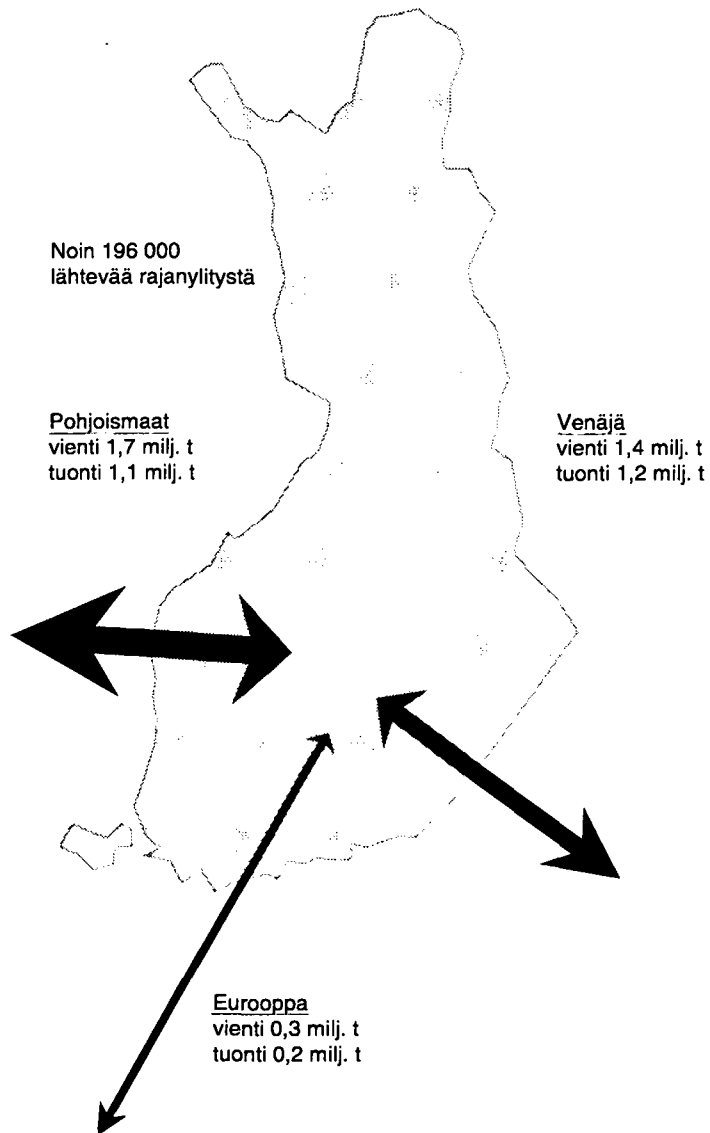 Noin 196 000
lähtevää rajanylitystä
Pohjoismaat
vienti 1,7 milj. t
tuonti 1,1 milj. t
Venäjä
vienti 1,4 milj. t
tuonti 1,2 milj. t
Eurooppa
vienti 0,3 milj. t
tuonti 0,2 milj. t